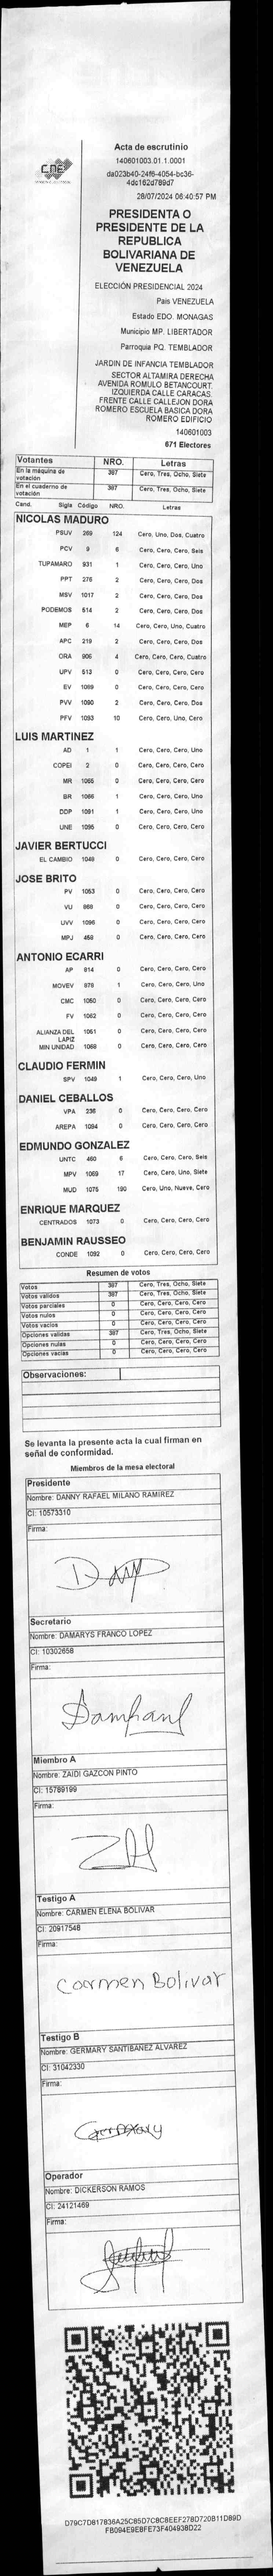 CNE
Acta de escrutinio
140601003.01.1.0001
da023b40-24f6-4054-bc36-
4dc162d789d7
28/07/2024 06:40:57 PM
PRESIDENTA O
PRESIDENTE DE LA
REPUBLICA
BOLIVARIANA DE
VENEZUELA
ELECCIÓN PRESIDENCIAL 2024
Pais VENEZUELA
Estado EDO. MONAGAS
Municipio MP. LIBERTADOR
Parroquia PQ. TEMBLADOR
JARDIN DE INFANCIA TEMBLADOR
SECTOR ALTAMIRA DERECHA
AVENIDA ROMULO BETANCOURT.
IZQUIERDA CALLE CARACAS.
FRENTE CALLE CALLEJON DORA
ROMERO ESCUELA BASICA DORA
ROMERO EDIFICIO
140601003
671 Electores
Votantes NRO. Letras
En la máquina de votación 387 Cero, Tres, Ocho, Siete
En el cuaderno de votación 387 Cero, Tres, Ocho, Siete
Cand. Sigla Código NRO. Letras
NICOLAS MADURO
PSUV 269 124 Cero, Uno, Dos, Cuatro
PCV 9 6 Cero, Cero, Cero, Seis
TUPAMARO 931 1 Cero, Cero, Cero, Uno
PPT 276 2 Cero, Cero, Cero, Dos
MSV 1017 2 Cero, Cero, Cero, Dos
PODEMOS 514 2 Cero, Cero, Cero, Dos
MEP 6 14 Cero, Cero, Uno, Cuatro
APC 219 2 Cero, Cero, Cero, Dos
ORA 906 4 Cero, Cero, Cero, Cuatro
UPV 513 0 Cero, Cero, Cero, Cero
EV 1089 0 Cero, Cero, Cero, Cero
PVV 1090 2 Cero, Cero, Cero, Dos
PFV 1093 10 Cero, Cero, Uno, Cero
LUIS MARTINEZ
AD 1 1 Cero, Cero, Cero, Uno
COPEI 2 0 Cero, Cero, Cero, Cero
MR 1065 0 Cero, Cero, Cero, Cero
BR 1066 1 Cero, Cero, Cero, Uno
DDP 1091 1 Cero, Cero, Cero, Uno
UNE 1095 0 Cero, Cero, Cero, Cero
JAVIER BERTUCCI
EL CAMBIO 1048 0 Cero, Cero, Cero, Cero
JOSE BRITO
PV 1053 0 Cero, Cero, Cero, Cero
VU 868 0 Cero, Cero, Cero, Cero
UVV 1096 0 Cero, Cero, Cero, Cero
MPJ 458 0 Cero, Cero, Cero, Cero
ANTONIO ECARRI
AP 914 0 Cero, Cero, Cero, Cero
MOVEV 979 1 Cero, Cero, Cero, Uno
CMC 1050 0 Cero, Cero, Cero, Cero
FV 1062 0 Cero, Cero, Cero, Cero
ALIANZA DEL LAPIZ 1051 0 Cero, Cero, Cero, Cero
MIN UNIDAD 1068 0 Cero, Cero, Cero, Cero
CLAUDIO FERMIN
SPV 1049 1 Cero, Cero, Cero, Uno
DANIEL CEBALLOS
VPA 236 0 Cero, Cero, Cero, Cero
AREPA 1094 0 Cero, Cero, Cero, Cero
EDMUNDO GONZALEZ
UNTC 460 6 Cero, Cero, Cero, Seis
MPV 1069 17 Cero, Cero, Uno, Siete
MUD 1075 190 Cero, Uno, Nueve, Cero
ENRIQUE MARQUEZ
CENTRADOS 1073 0 Cero, Cero, Cero, Cero
BENJAMIN RAUSSEO
CONDE 1092 0 Cero, Cero, Cero, Cero
Resumen de votos
Votos 387 Cero, Tres, Ocho, Siete
Votos validos 387 Cero, Tres, Ocho, Siete
Votos parciales 0 Cero, Cero, Cero, Cero
Votos nulos 0 Cero, Cero, Cero, Cero
Votos vacios 0 Cero, Cero, Cero, Cero
Opciones validas 387 Cero, Tres, Ocho, Siete
Opciones nulas 0 Cero, Cero, Cero, Cero
Opciones vacias 0 Cero, Cero, Cero, Cero
Observaciones:
Se levanta la presente acta la cual firman en
señal de conformidad.
Miembros de la mesa electoral
Presidente
Nombre: DANNY RAFAEL MILANO RAMIREZ
CI: 10573310
Firma:
Secretario
Nombre: DAMARYS FRANCO LOPEZ
CI: 10302658
Firma:
Miembro A
Nombre: ZAIDI GAZCON PINTO
CI: 15789199
Firma:
Testigo A
Nombre: CARMEN ELENA BOLIVAR
CI: 20917548
Firma:
Carmen Bolivar
Testigo B
Nombre: GERMARY SANTIBANEZ ALVAREZ
CI: 31042330
Firma:
Operador
Nombre: DICKERSON RAMOS
CI: 24121469
Firma:
D79C7D817836A25C85D7C8C8EEF278D720B11D89D
FB094E9E8FE73F404938D22